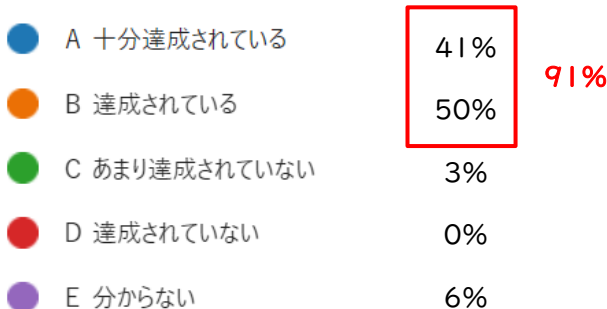 A 十分達成されている 41%
91%
B 達成されている 50%
C あまり達成されていない 3%
D 達成されていない 0%
E 分からない 6%